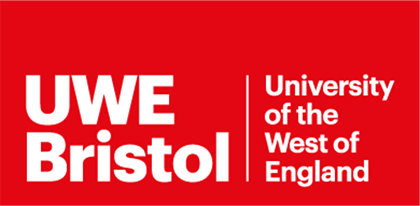 UWE
Bristol
University
of the
West of
England